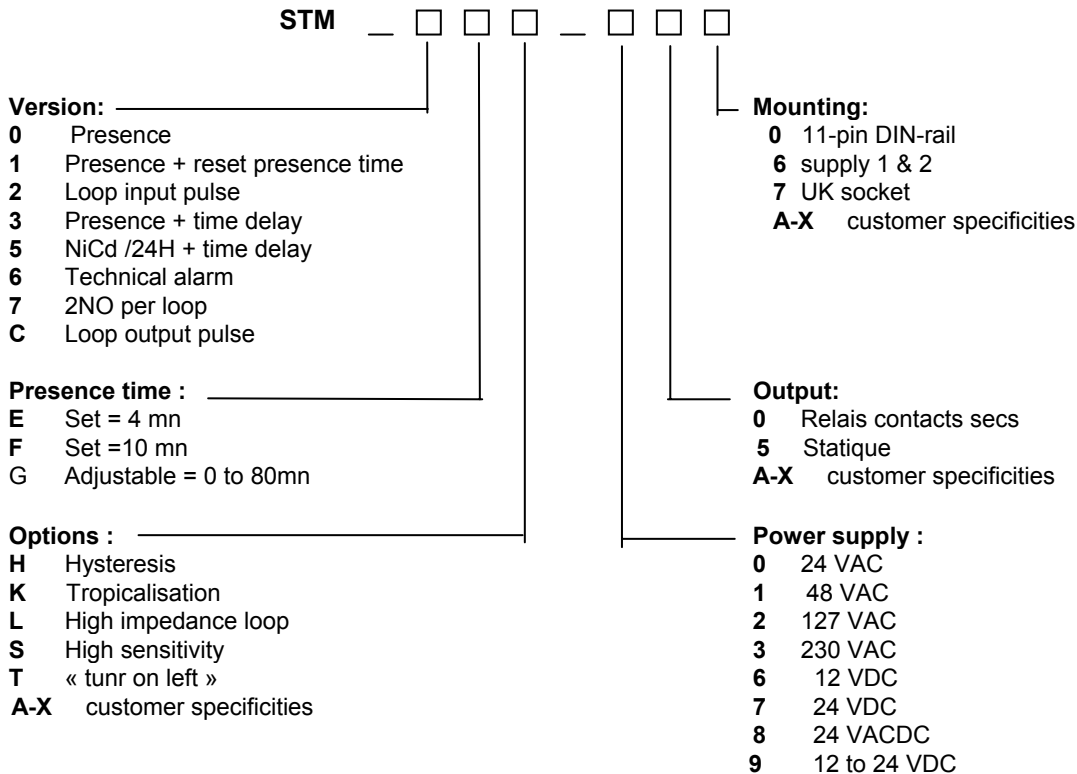 STM _ □ □ □ _ □ □ □
Version:
0 Presence
1 Presence + reset presence time
2 Loop input pulse
3 Presence + time delay
5 NiCd /24H + time delay
6 Technical alarm
7 2NO per loop
C Loop output pulse
Presence time :
E Set = 4 mn
F Set =10 mn
G Adjustable = 0 to 80mn
Options :
H Hysteresis
K Tropicalisation
L High impedance loop
S High sensitivity
T « tunr on left »
A-X customer specificities
Mounting:
0 11-pin DIN-rail
6 supply 1 & 2
7 UK socket
A-X customer specificities
Output:
0 Relais contacts secs
5 Statique
A-X customer specificities
Power supply :
0 24 VAC
1 48 VAC
2 127 VAC
3 230 VAC
6 12 VDC
7 24 VDC
8 24 VACDC
9 12 to 24 VDC